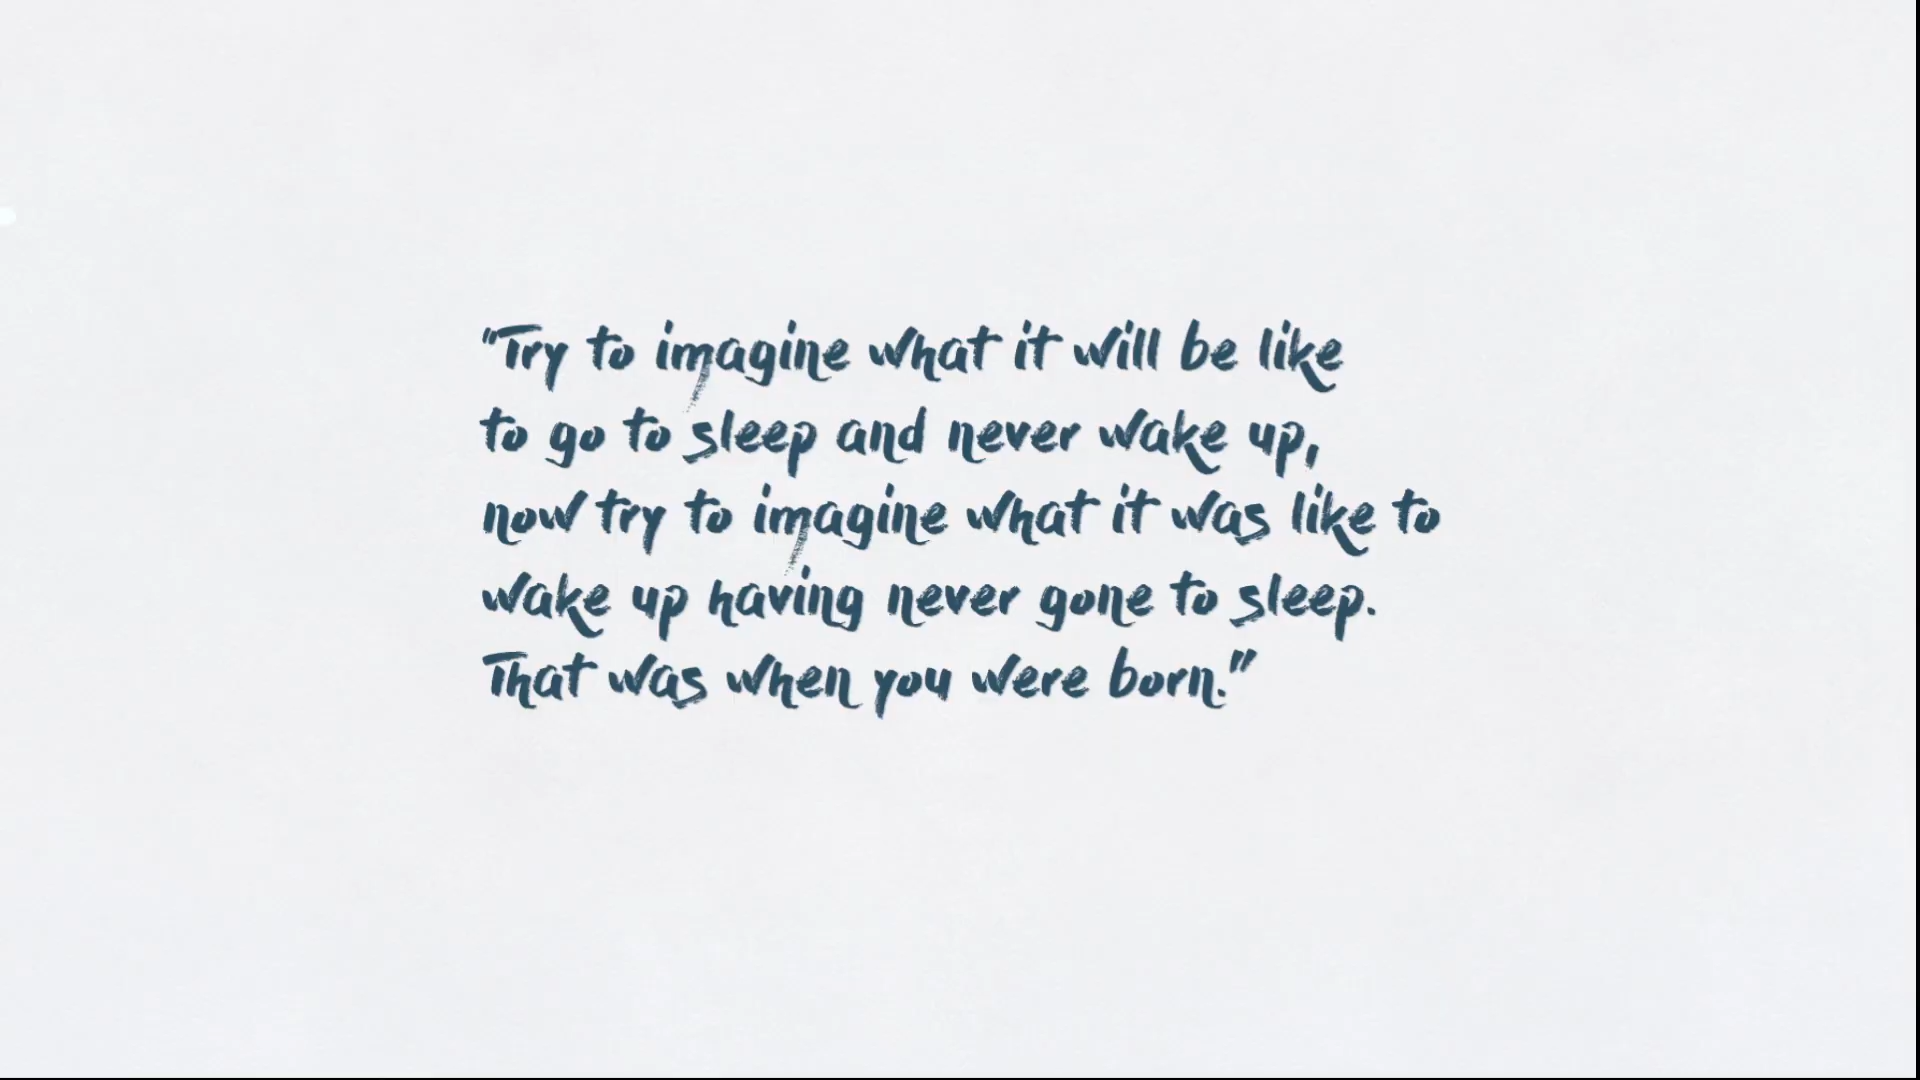 "Try to imagine what it will be like
to go to sleep and never wake up,
now try to imagine what it was like to
wake up having never gone to sleep.
That was when you were born."